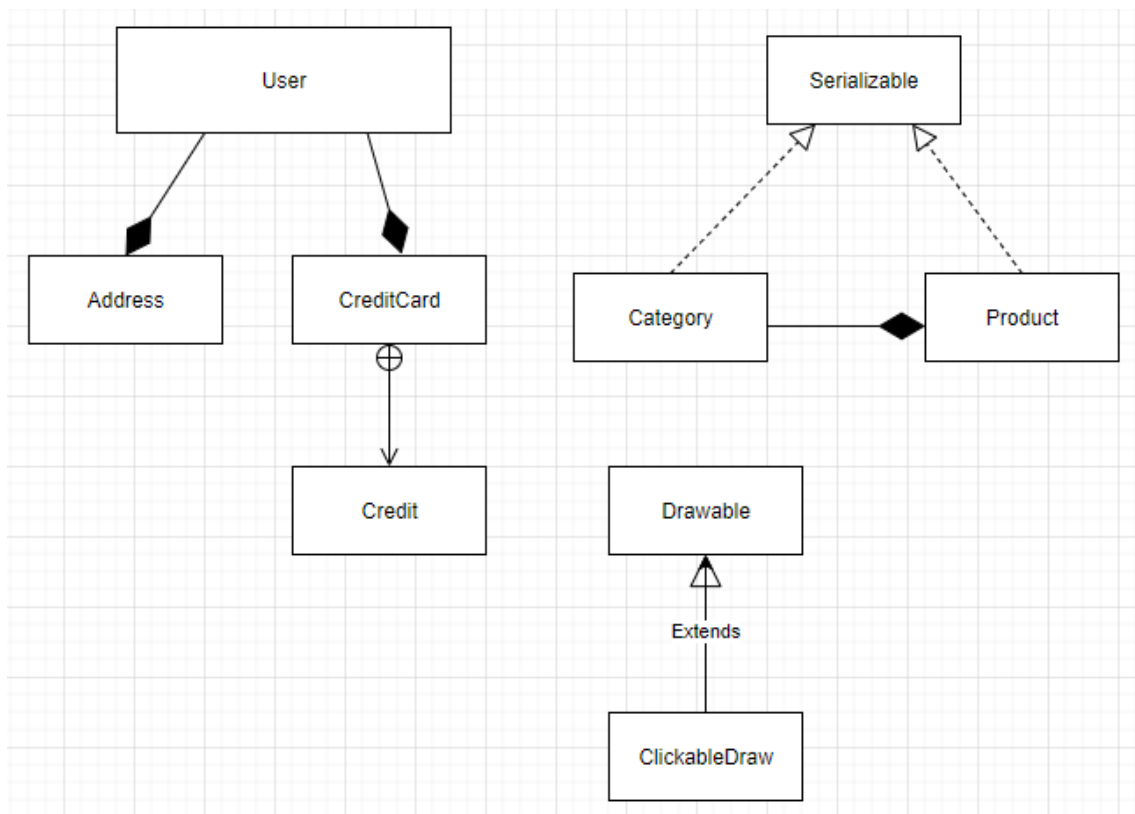 User
Serializable
Address
CreditCard
Category
Product
Credit
Drawable
Extends
ClickableDraw